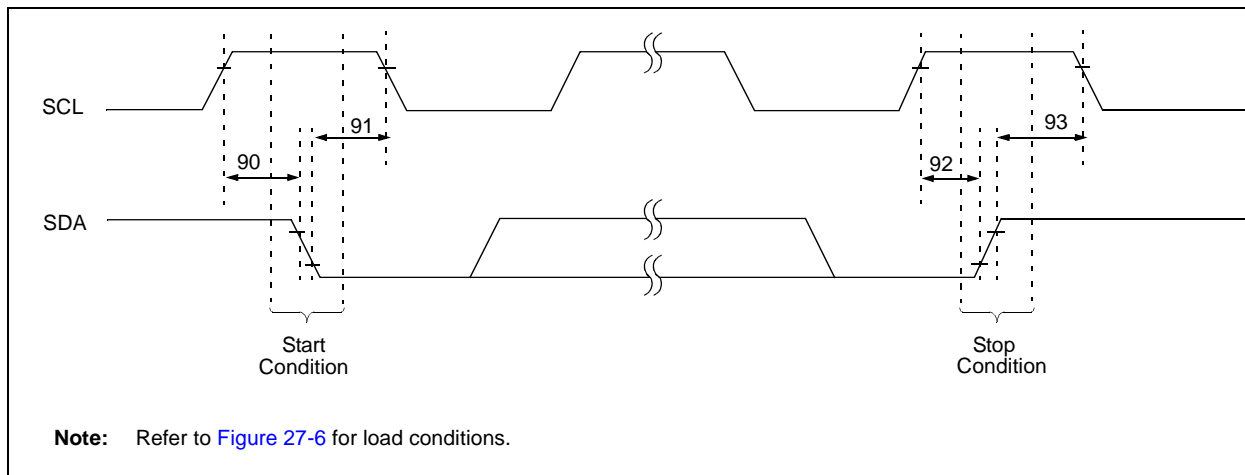 SCL
91
93
90
92
SDA
Start
Condition
Stop
Condition
Note: Refer to Figure 27-6 for load conditions.